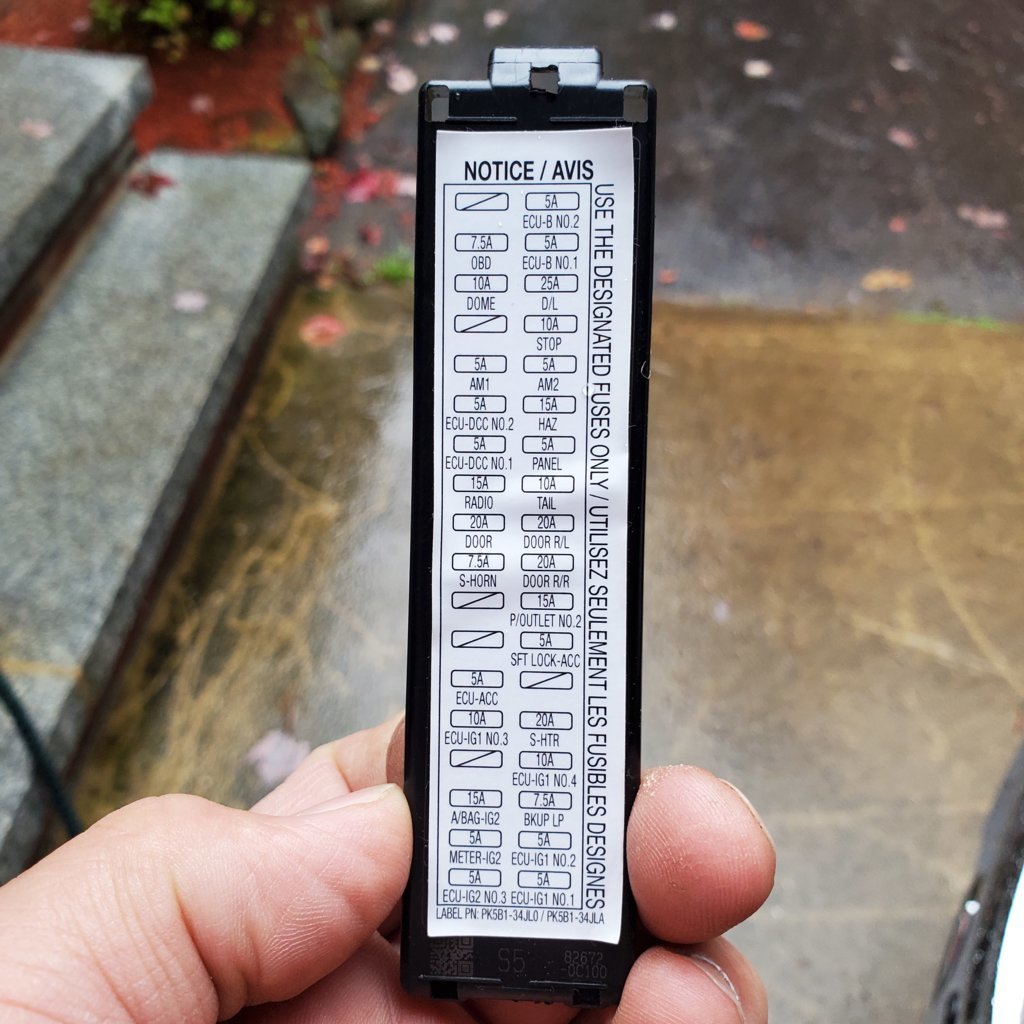 NOTICE / AVIS
5A
ECU-B NO.2
7.5A 5A
OBD ECU-B NO.1
10A 25A
DOME D/L
10A
STOP
5A 5A
AM1 AM2
5A 15A
ECU-DCC NO.2 HAZ
5A 5A
ECU-DCC NO.1 PANEL
15A 10A
RADIO TAIL
20A 20A
DOOR DOOR R/L
7.5A 20A
S-HORN DOOR R/R
15A
P/OUTLET NO.2
5A
SFT LOCK-ACC
5A
ECU-ACC
10A 20A
ECU-IG1 NO.3 S-HTR
10A
ECU-IG1 NO.4
15A 7.5A
A/BAG-IG2 BKUP LP
5A 5A
METER-IG2 ECU-IG1 NO.2
5A 5A
ECU-IG2 NO.3 ECU-IG1 NO.1
USE THE DESIGNATED FUSES ONLY / UTILISEZ SEULEMENT LES FUSIBLES DESIGNES
LABEL PN: PK5B1-34JL0 / PK5B1-34JLA
S5
82672
-0C100